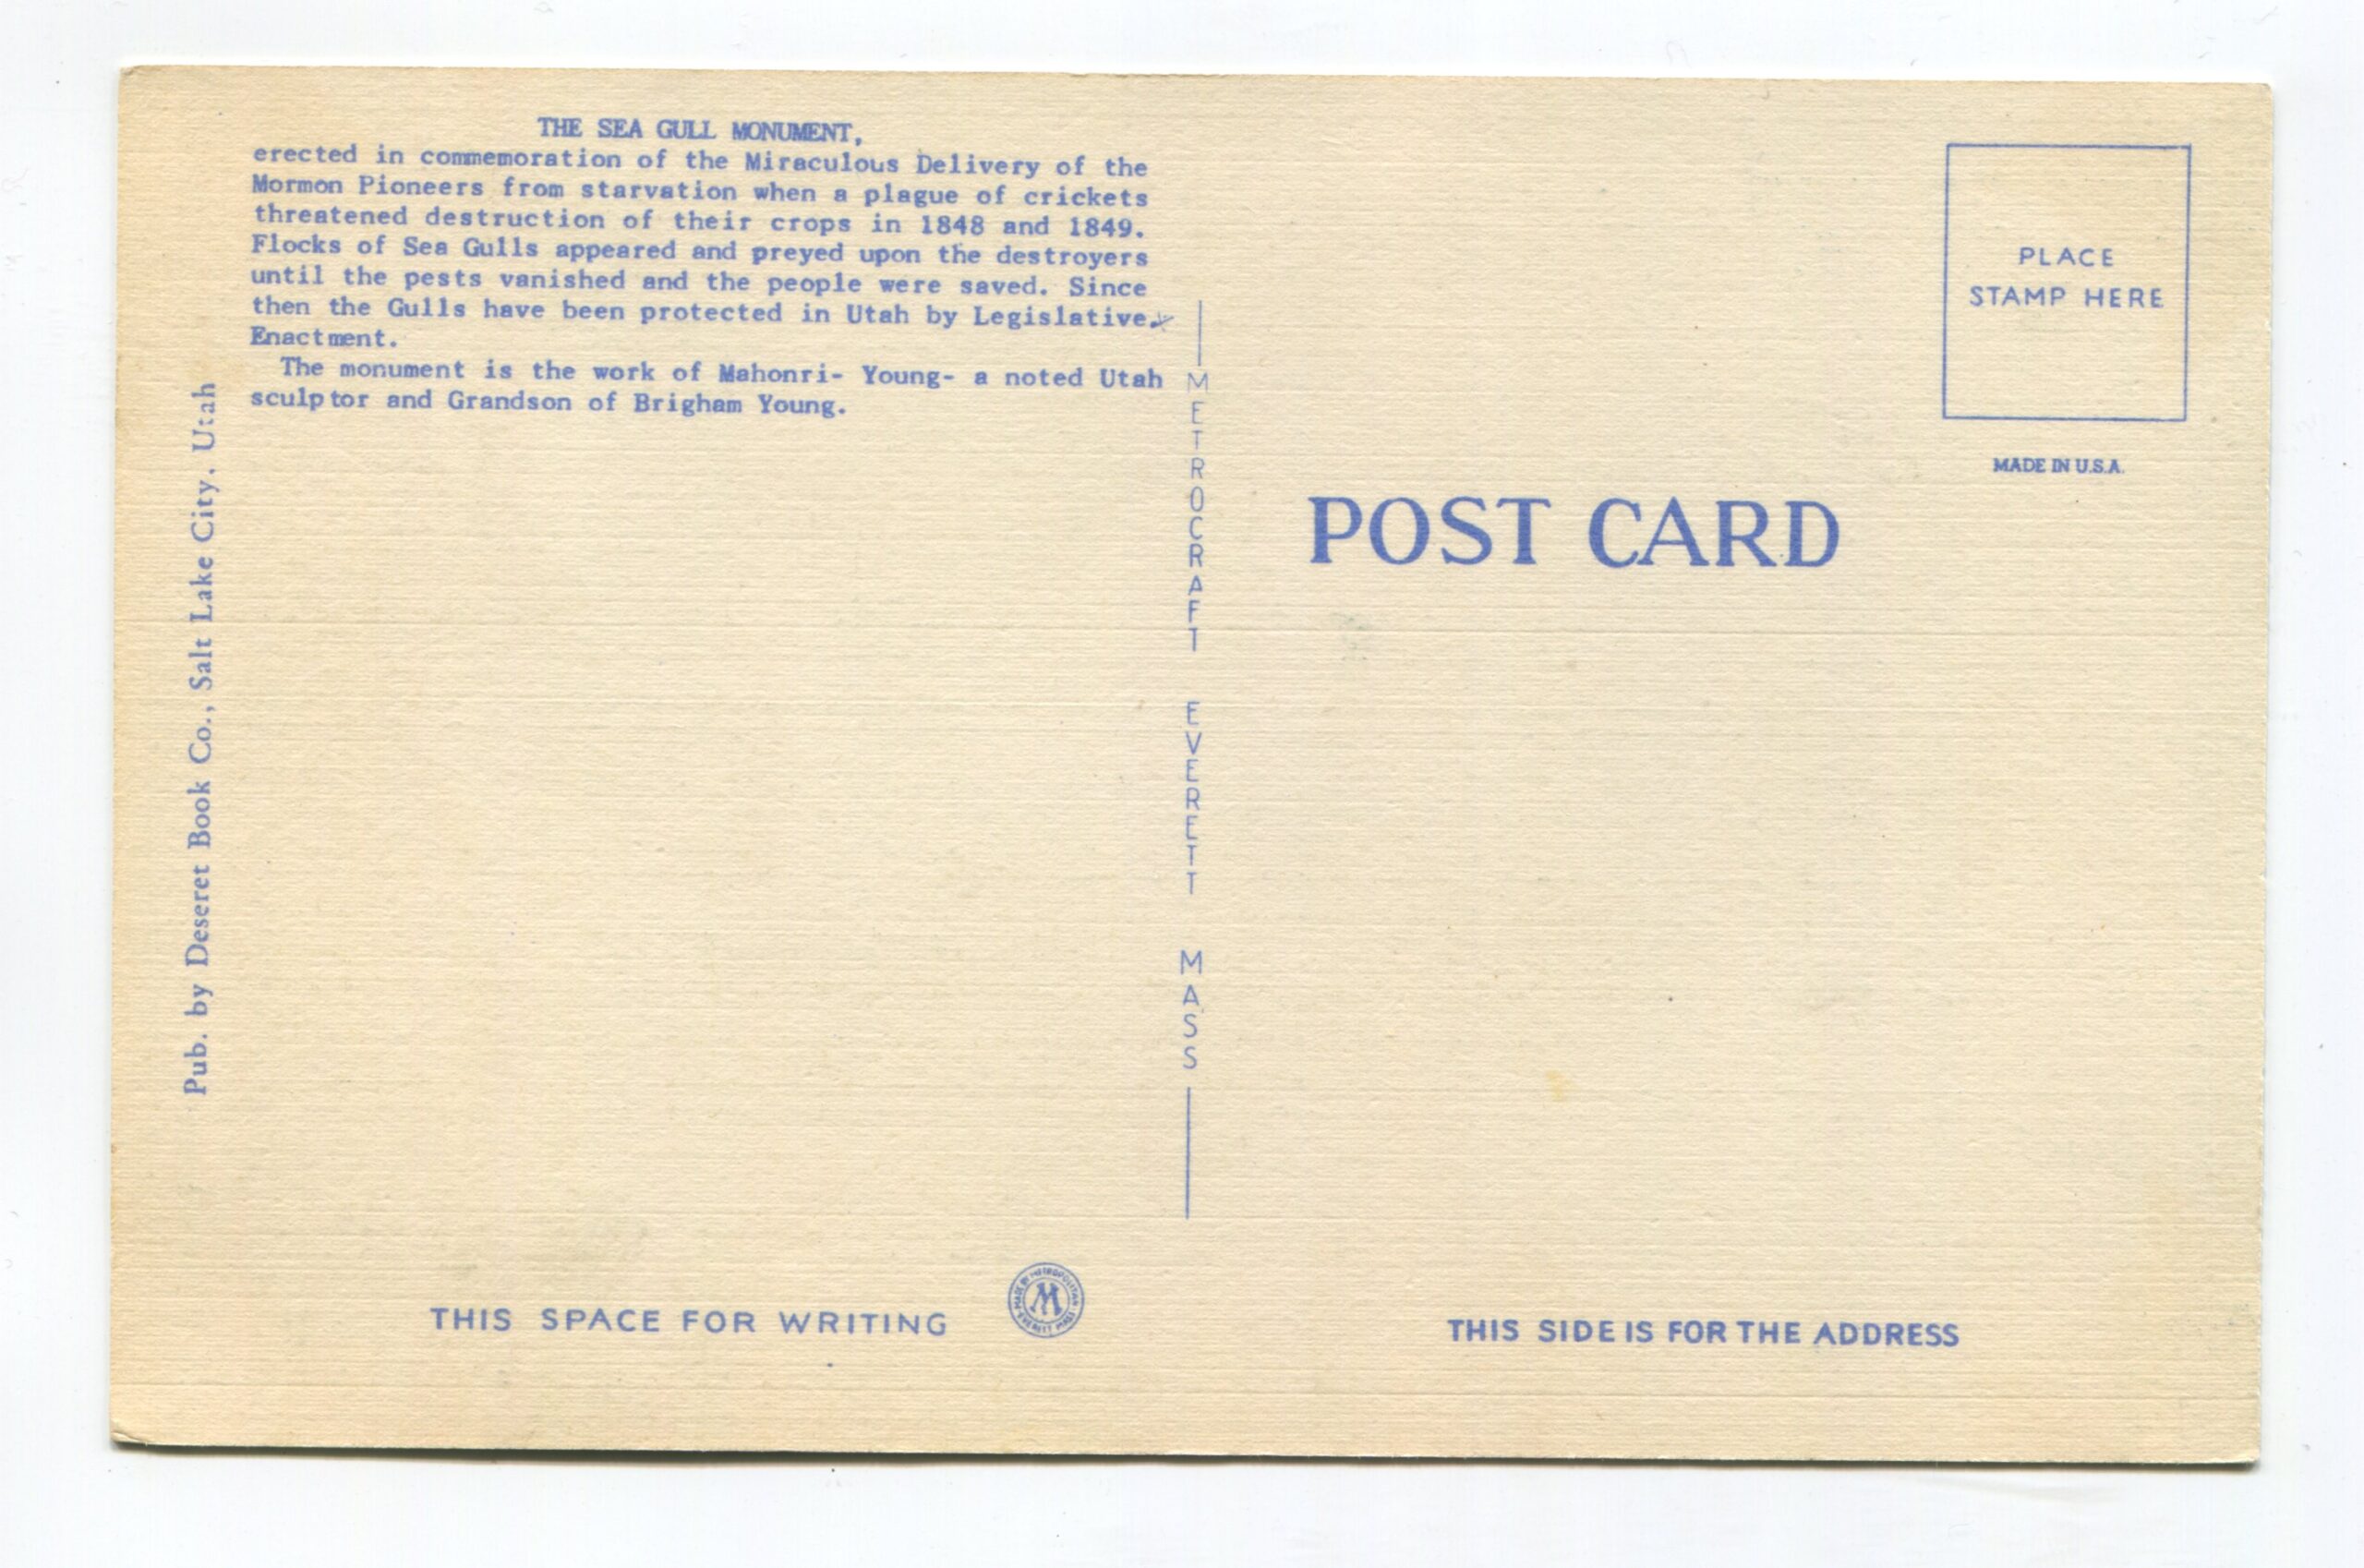 THE SEA GULL MONUMENT,
erected in commemoration of the Miraculous Delivery of the
Mormon Pioneers from starvation when a plague of crickets
threatened destruction of their crops in 1848 and 1849.
Flocks of Sea Gulls appeared and preyed upon the destroyers
until the pests vanished and the people were saved. Since
then the Gulls have been protected in Utah by Legislative.
Enactment.
The monument is the work of Mahonri- Young- a noted Utah
sculptor and Grandson of Brigham Young.
Pub. by Deseret Book Co., Salt Lake City, Utah
METROCRAFT EVERETT MASS
PLACE
STAMP HERE
MADE IN U.S.A.
POST CARD
THIS SPACE FOR WRITING
MADE BY METROPOLITAN
M
EVERETT MASS
THIS SIDE IS FOR THE ADDRESS